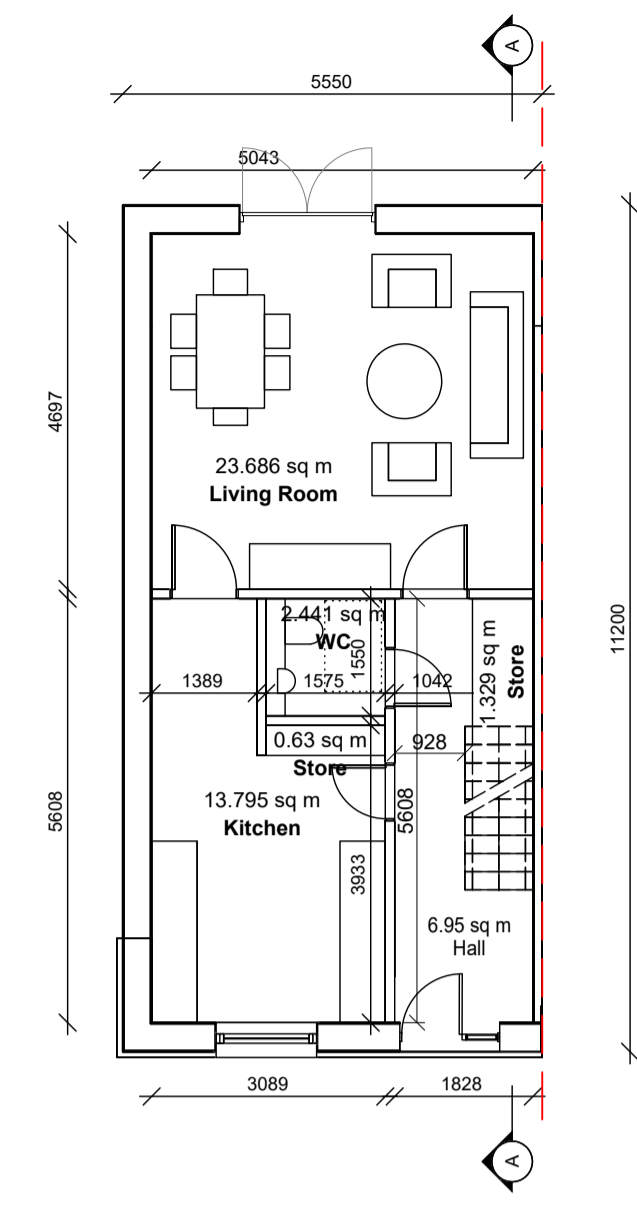 A
5550
5043
4697
23.686 sq m
Living Room
11200
2.441 sq m
WC
1550
1.329 sq m
Store
1389
1575
1042
0.63 sq m
Store
928
13.795 sq m
Kitchen
5608
5608
3933
6.95 sq m
Hall
3089
1828
A